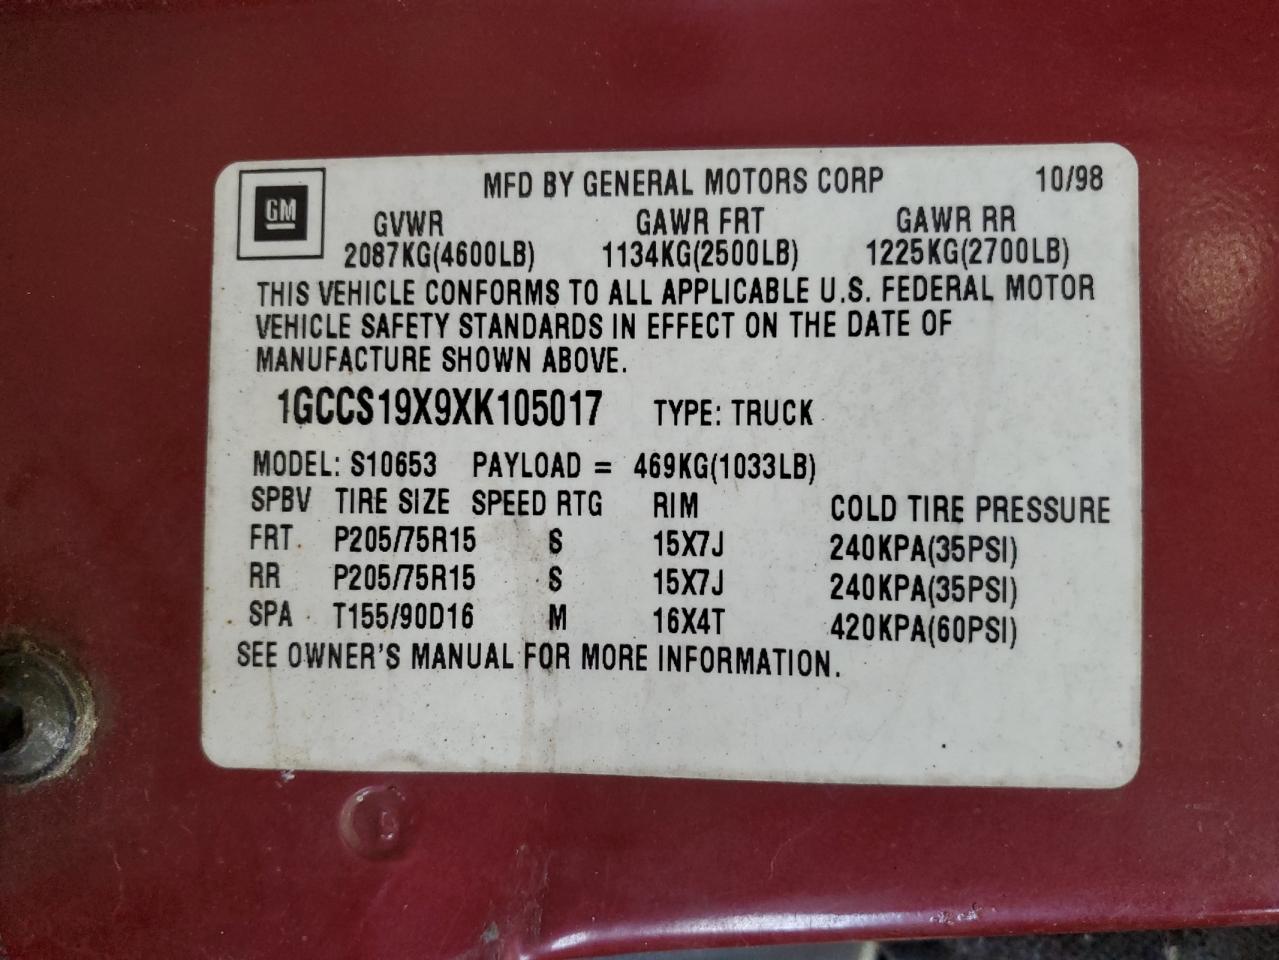 GM
MFD BY GENERAL MOTORS CORP 10/98
GVWR GAWR FRT GAWR RR
2087KG(4600LB) 1134KG(2500LB) 1225KG(2700LB)
THIS VEHICLE CONFORMS TO ALL APPLICABLE U.S. FEDERAL MOTOR
VEHICLE SAFETY STANDARDS IN EFFECT ON THE DATE OF
MANUFACTURE SHOWN ABOVE.
1GCCS19X9XK105017 TYPE: TRUCK
MODEL: S10653 PAYLOAD = 469KG(1033LB)
SPBV TIRE SIZE SPEED RTG RIM COLD TIRE PRESSURE
FRT P205/75R15 S 15X7J 240KPA(35PSI)
RR P205/75R15 S 15X7J 240KPA(35PSI)
SPA T155/90D16 M 16X4T 420KPA(60PSI)
SEE OWNER'S MANUAL FOR MORE INFORMATION.